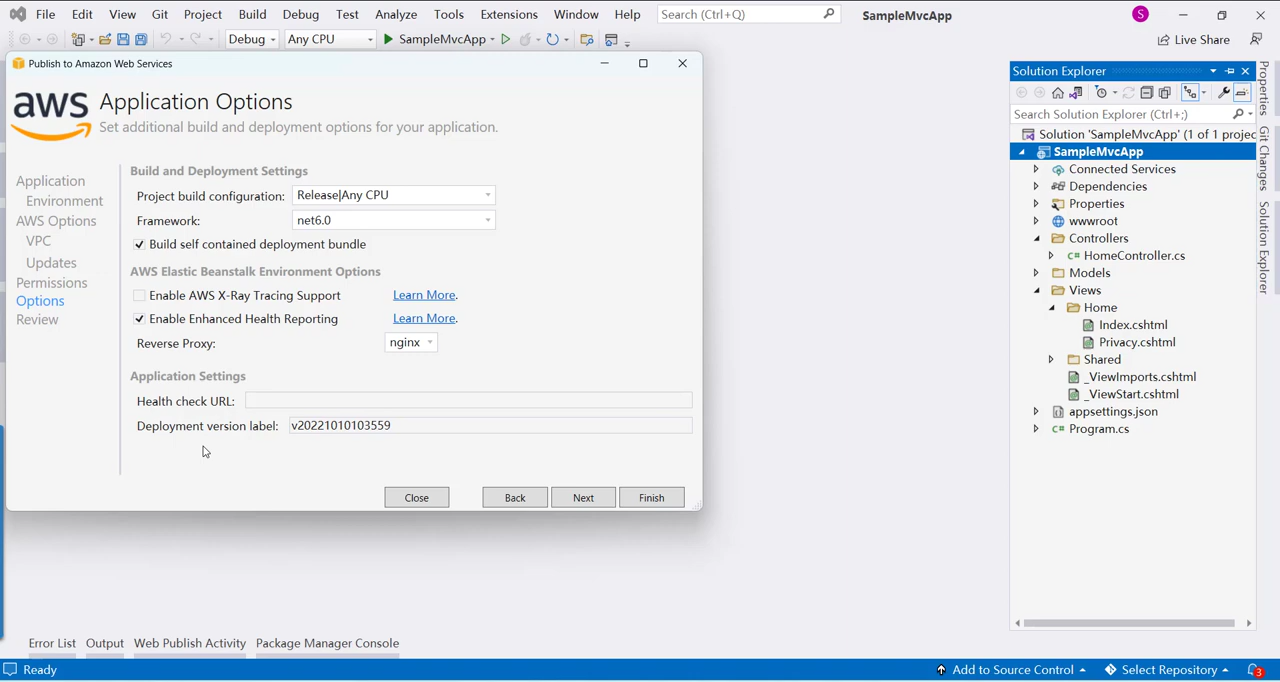 File Edit View Git Project Build Debug Test Analyze Tools Extensions Window Help Search (Ctrl+Q) SampleMvcApp S
Debug Any CPU SampleMvcApp Live Share
Publish to Amazon Web Services
aws Application Options
Set additional build and deployment options for your application.
Application
Environment
AWS Options
VPC
Updates
Permissions
Options
Review
Build and Deployment Settings
Project build configuration: Release|Any CPU
Framework: net6.0
Build self contained deployment bundle
AWS Elastic Beanstalk Environment Options
Enable AWS X-Ray Tracing Support Learn More.
Enable Enhanced Health Reporting Learn More.
Reverse Proxy: nginx
Application Settings
Health check URL:
Deployment version label: v20221010103559
Close Back Next Finish
Solution Explorer
Search Solution Explorer (Ctrl+;)
Solution 'SampleMvcApp' (1 of 1 projec
SampleMvcApp
Connected Services
Dependencies
Properties
wwwroot
Controllers
C# HomeController.cs
Models
Views
Home
Index.cshtml
Privacy.cshtml
Shared
_ViewImports.cshtml
_ViewStart.cshtml
appsettings.json
C# Program.cs
Properties
Git Changes
Solution Explorer
Error List Output Web Publish Activity Package Manager Console
Ready Add to Source Control Select Repository 3